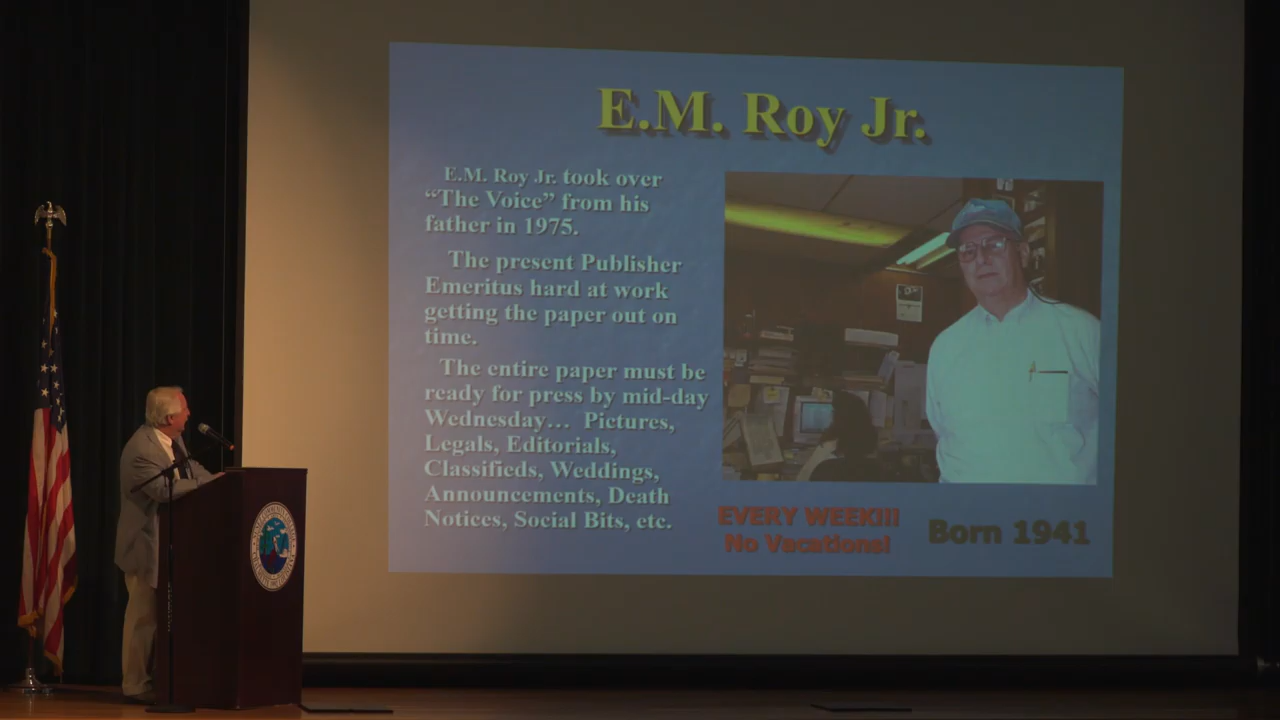 E.M. Roy Jr.
E.M. Roy Jr. took over
“The Voice” from his
father in 1975.
The present Publisher
Emeritus hard at work
getting the paper out on
time.
The entire paper must be
ready for press by mid-day
Wednesday… Pictures,
Legals, Editorials,
Classifieds, Weddings,
Announcements, Death
Notices, Social Bits, etc.
EVERY WEEK!!!
No Vacations!
Born 1941